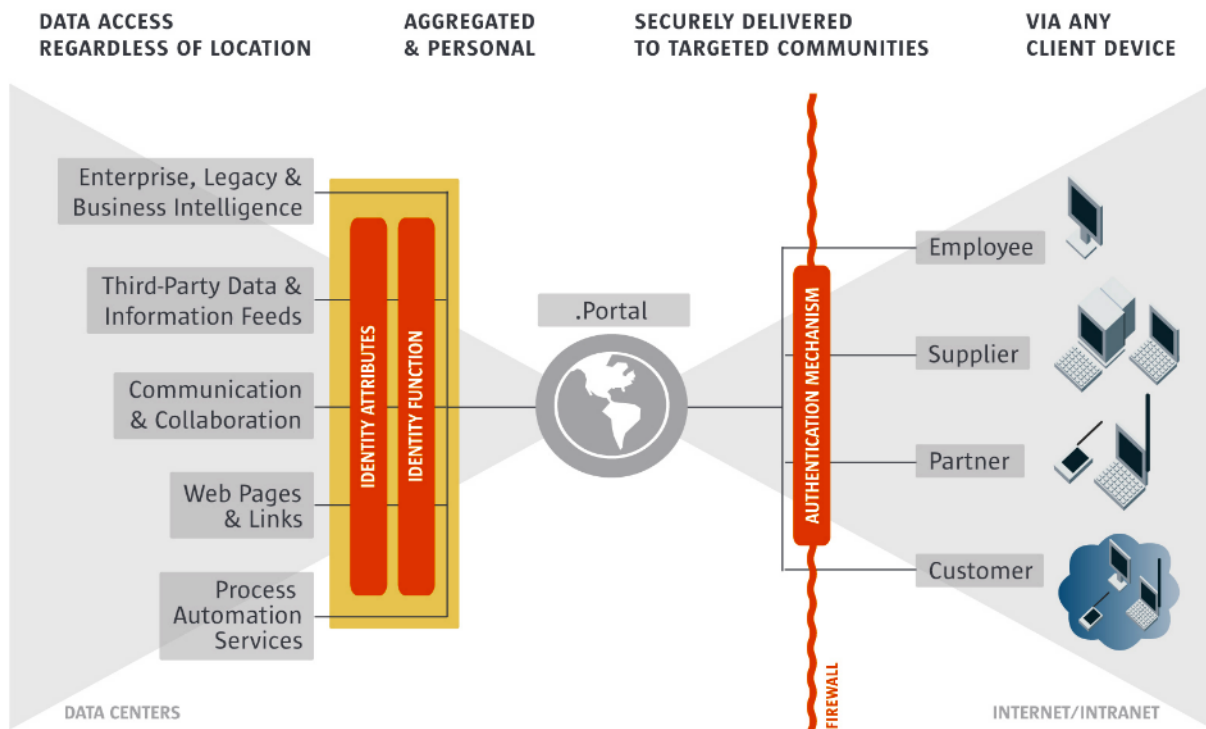 DATA ACCESS
REGARDLESS OF LOCATION
AGGREGATED
& PERSONAL
SECURELY DELIVERED
TO TARGETED COMMUNITIES
VIA ANY
CLIENT DEVICE
Enterprise, Legacy &
Business Intelligence
Third-Party Data &
Information Feeds
Communication
& Collaboration
Web Pages
& Links
Process
Automation
Services
IDENTITY ATTRIBUTES
IDENTITY FUNCTION
.Portal
AUTHENTICATION MECHANISM
FIREWALL
Employee
Supplier
Partner
Customer
DATA CENTERS
INTERNET/INTRANET